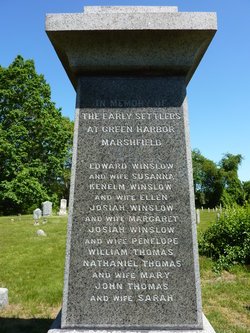 IN MEMORY OF
THE EARLY SETTLERS
AT GREEN HARBOR
MARSHFIELD
EDWARD WINSLOW
AND WIFE SUSANNA
KENELM WINSLOW
AND WIFE ELLEN
JOSIAH WINSLOW
AND WIFE MARGARET
JOSIAH WINSLOW
AND WIFE PENELOPE
WILLIAM THOMAS
NATHANIEL THOMAS
AND WIFE MARY
JOHN THOMAS
AND WIFE SARAH